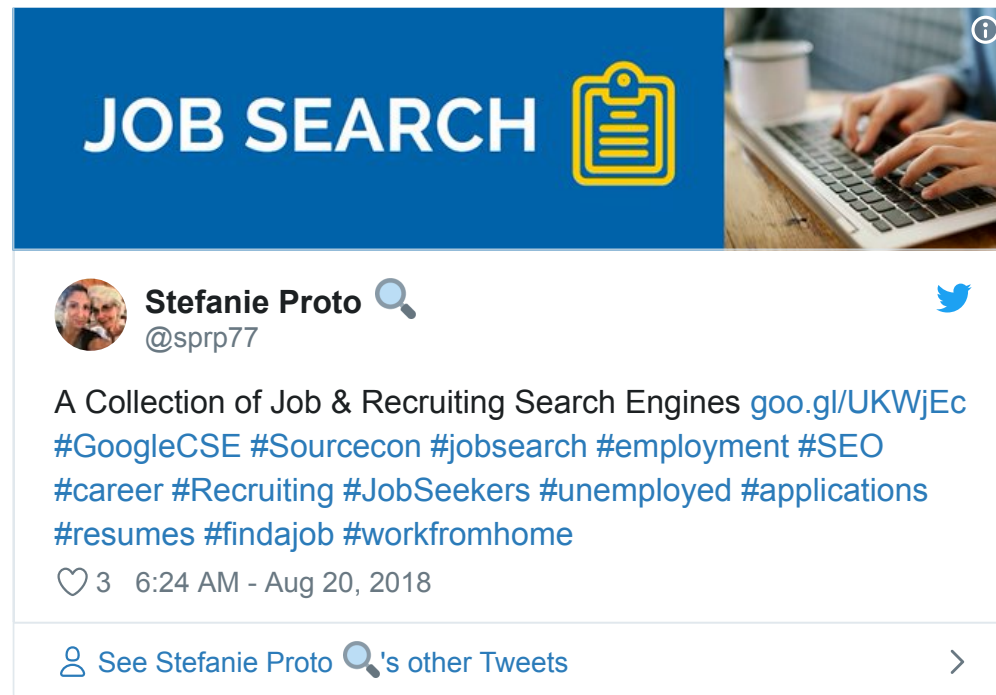 JOB SEARCH
Stefanie Proto 🔍
@sprp77
A Collection of Job & Recruiting Search Engines goo.gl/UKWjEc
#GoogleCSE #Sourcecon #jobsearch #employment #SEO
#career #Recruiting #JobSeekers #unemployed #applications
#resumes #findajob #workfromhome
3 6:24 AM - Aug 20, 2018
See Stefanie Proto 🔍's other Tweets